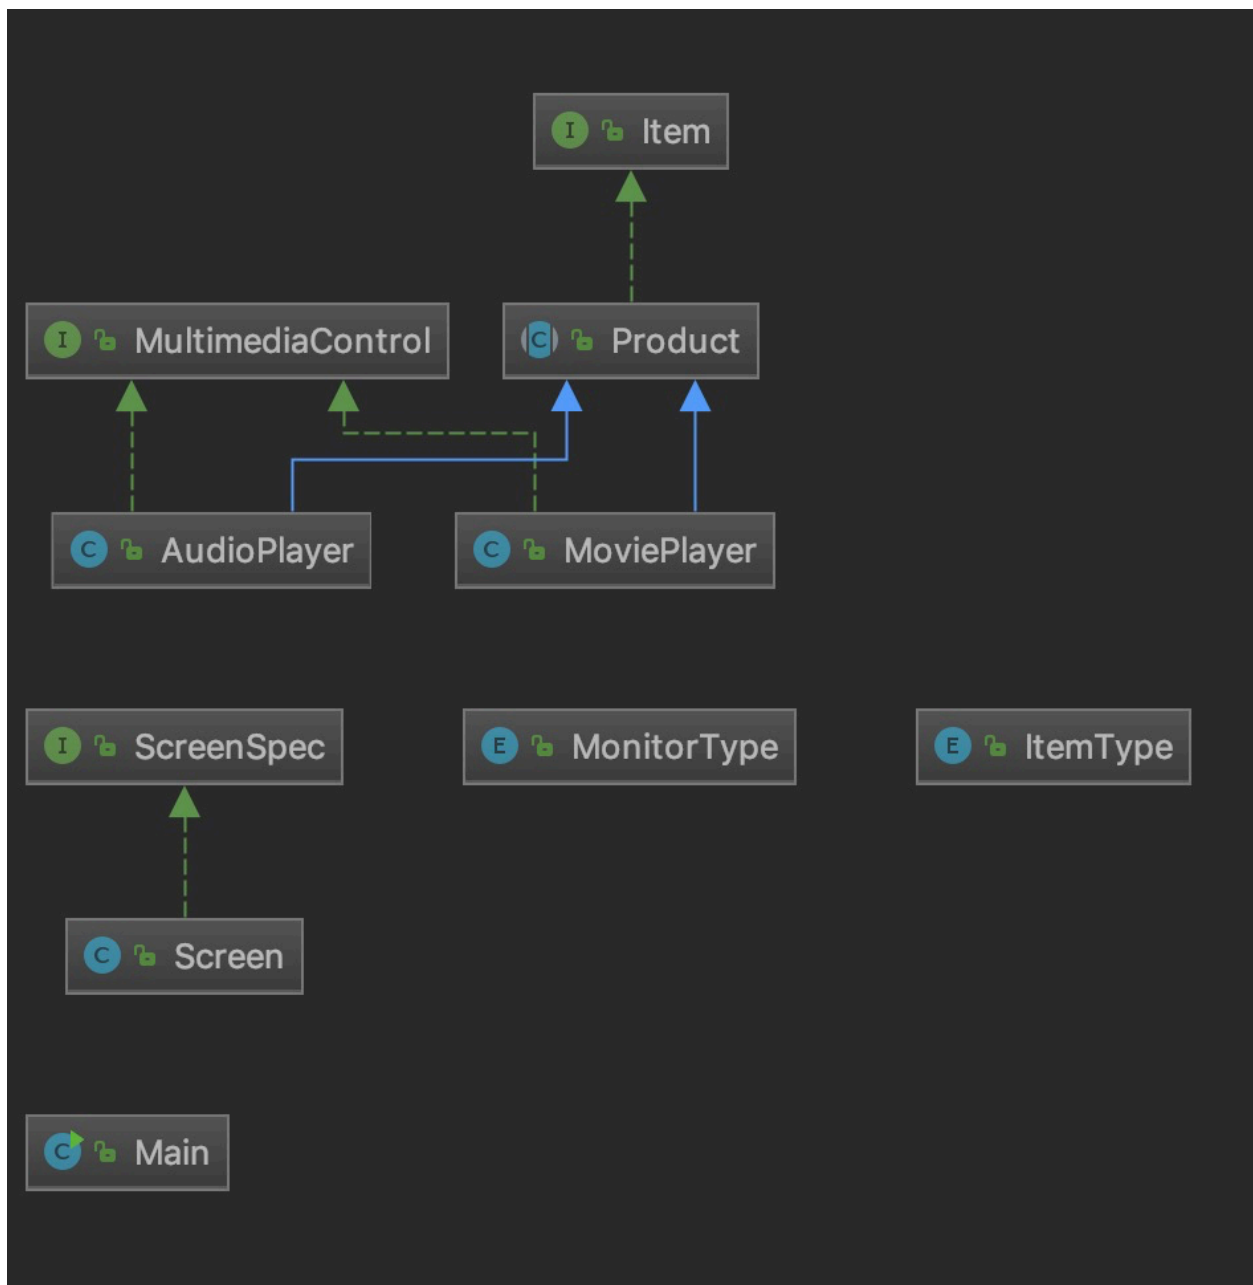 I Item
I MultimediaControl
C Product
C AudioPlayer
C MoviePlayer
I ScreenSpec
E MonitorType
E ItemType
C Screen
C Main